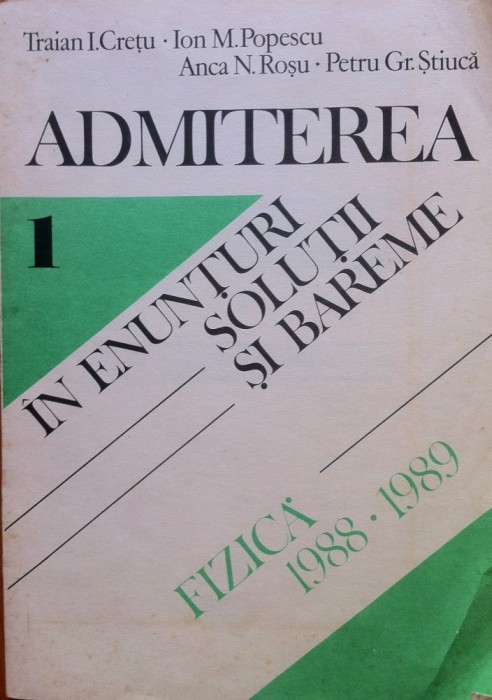 Traian I.Crețu · Ion M.Popescu
Anca N.Roșu · Petru Gr.Știucă
ADMITEREA
1
ÎN ENUNȚURI
SOLUȚII
ȘI BAREME
FIZICĂ
1988 · 1989